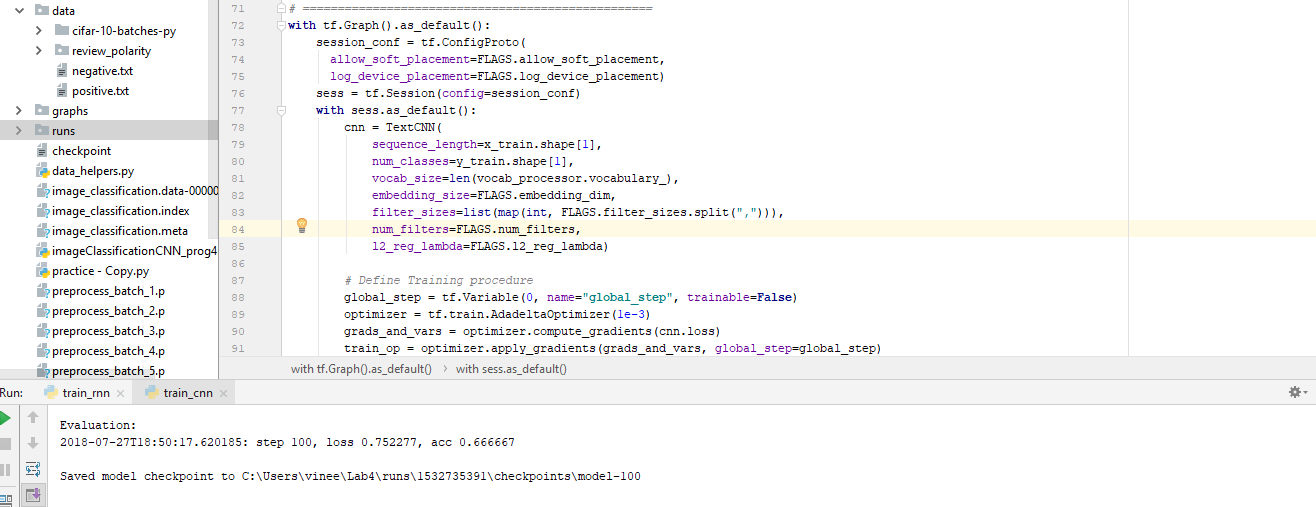 data
cifar-10-batches-py
review_polarity
negative.txt
positive.txt
graphs
runs
checkpoint
data_helpers.py
image_classification.data-00000
image_classification.index
image_classification.meta
imageClassificationCNN_prog4
practice - Copy.py
preprocess_batch_1.p
preprocess_batch_2.p
preprocess_batch_3.p
preprocess_batch_4.p
preprocess_batch_5.p
71 # ==================================================
72 with tf.Graph().as_default():
73 session_conf = tf.ConfigProto(
74 allow_soft_placement=FLAGS.allow_soft_placement,
75 log_device_placement=FLAGS.log_device_placement)
76 sess = tf.Session(config=session_conf)
77 with sess.as_default():
78 cnn = TextCNN(
79 sequence_length=x_train.shape[1],
80 num_classes=y_train.shape[1],
81 vocab_size=len(vocab_processor.vocabulary_),
82 embedding_size=FLAGS.embedding_dim,
83 filter_sizes=list(map(int, FLAGS.filter_sizes.split(","))),
84 num_filters=FLAGS.num_filters,
85 l2_reg_lambda=FLAGS.l2_reg_lambda)
86
87 # Define Training procedure
88 global_step = tf.Variable(0, name="global_step", trainable=False)
89 optimizer = tf.train.AdadeltaOptimizer(1e-3)
90 grads_and_vars = optimizer.compute_gradients(cnn.loss)
91 train_op = optimizer.apply_gradients(grads_and_vars, global_step=global_step)
with tf.Graph().as_default() › with sess.as_default()
Run: train_rnn train_cnn
Evaluation:
2018-07-27T18:50:17.620185: step 100, loss 0.752277, acc 0.666667
Saved model checkpoint to C:\Users\vinee\Lab4\runs\1532735391\checkpoints\model-100